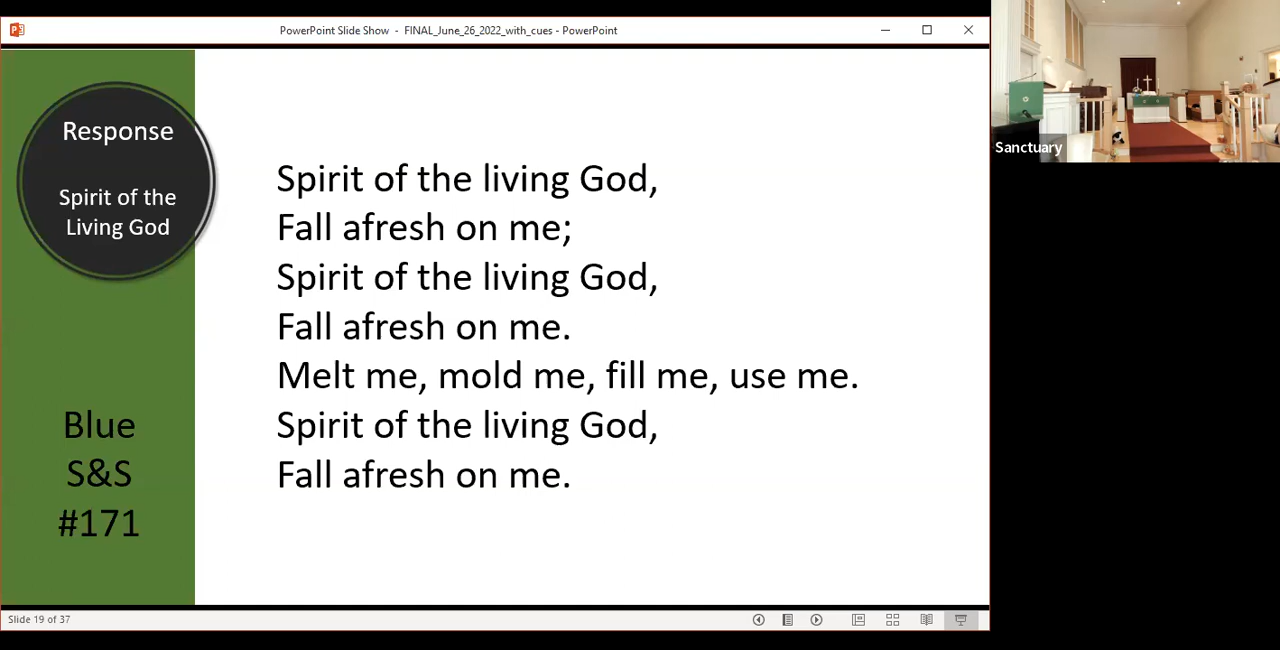 PowerPoint Slide Show - FINAL_June_26_2022_with_cues - PowerPoint
Response
Spirit of the
Living God
Blue
S&S
#171
Spirit of the living God,
Fall afresh on me;
Spirit of the living God,
Fall afresh on me.
Melt me, mold me, fill me, use me.
Spirit of the living God,
Fall afresh on me.
Slide 19 of 37
Sanctuary